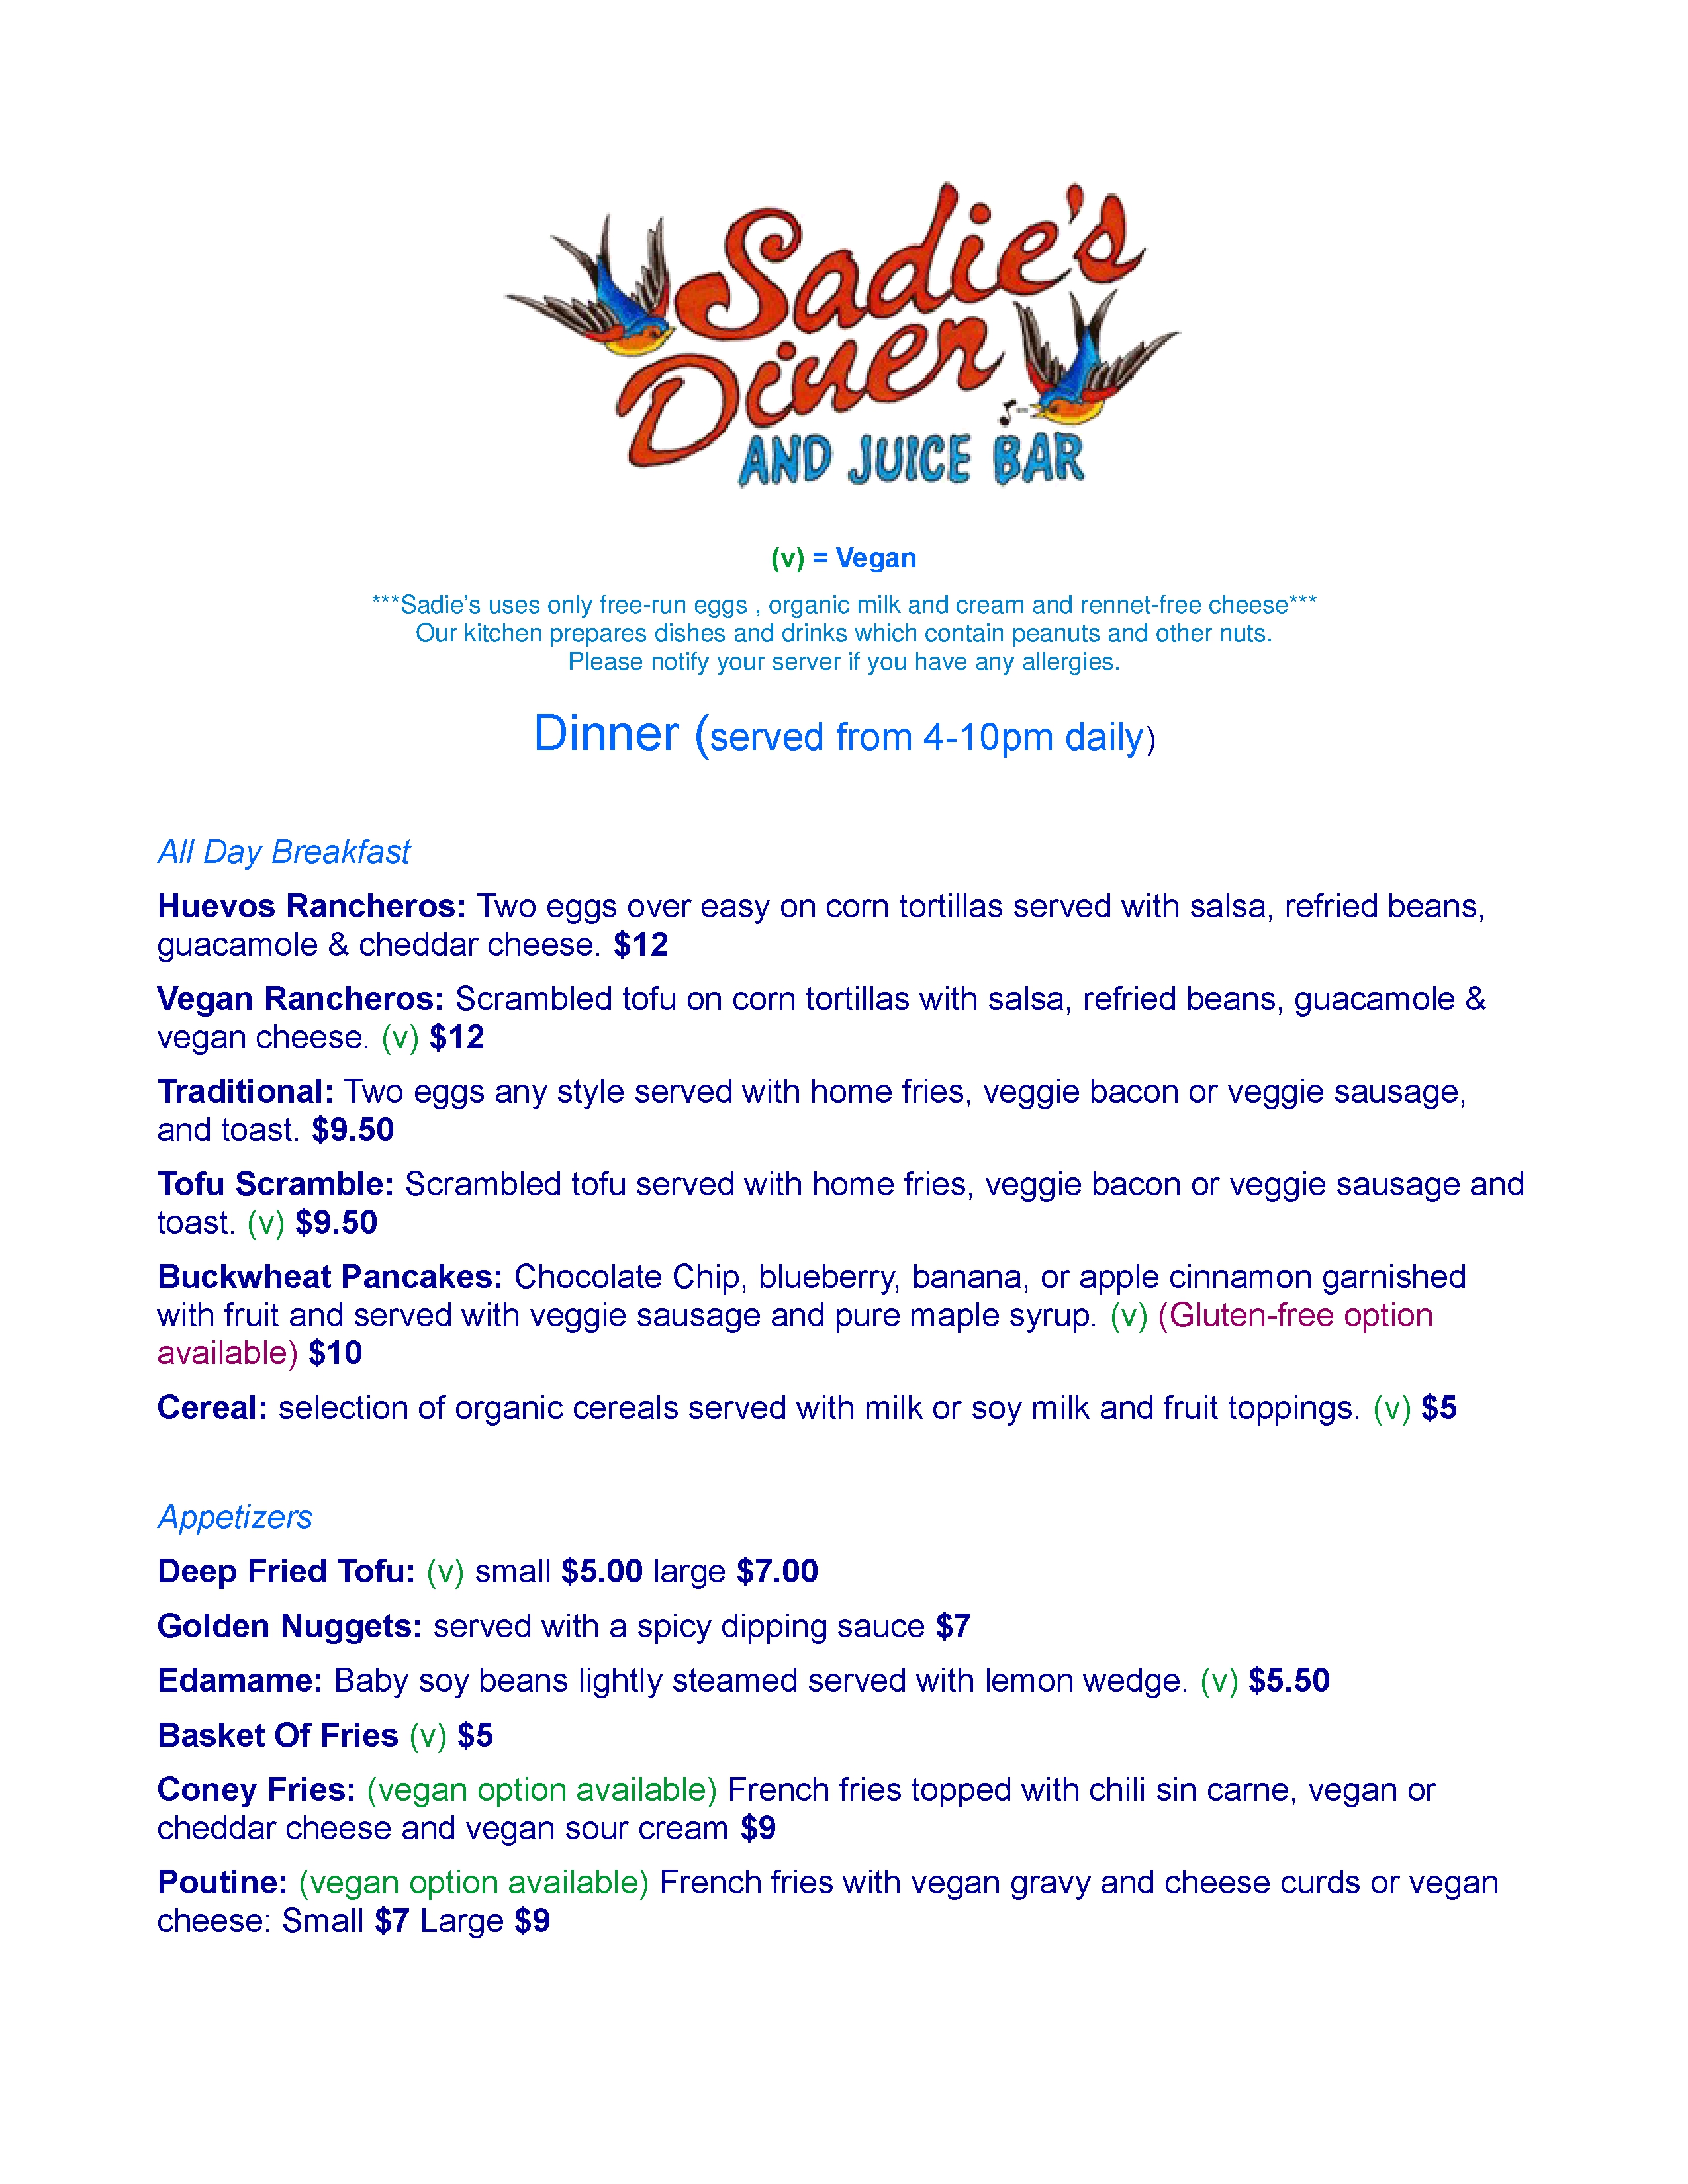 Sadie's
Diner
AND JUICE BAR
(v) = Vegan
***Sadie’s uses only free-run eggs , organic milk and cream and rennet-free cheese***
Our kitchen prepares dishes and drinks which contain peanuts and other nuts.
Please notify your server if you have any allergies.
Dinner (served from 4-10pm daily)
All Day Breakfast
Huevos Rancheros: Two eggs over easy on corn tortillas served with salsa, refried beans,
guacamole & cheddar cheese. $12
Vegan Rancheros: Scrambled tofu on corn tortillas with salsa, refried beans, guacamole &
vegan cheese. (v) $12
Traditional: Two eggs any style served with home fries, veggie bacon or veggie sausage,
and toast. $9.50
Tofu Scramble: Scrambled tofu served with home fries, veggie bacon or veggie sausage and
toast. (v) $9.50
Buckwheat Pancakes: Chocolate Chip, blueberry, banana, or apple cinnamon garnished
with fruit and served with veggie sausage and pure maple syrup. (v) (Gluten-free option
available) $10
Cereal: selection of organic cereals served with milk or soy milk and fruit toppings. (v) $5
Appetizers
Deep Fried Tofu: (v) small $5.00 large $7.00
Golden Nuggets: served with a spicy dipping sauce $7
Edamame: Baby soy beans lightly steamed served with lemon wedge. (v) $5.50
Basket Of Fries (v) $5
Coney Fries: (vegan option available) French fries topped with chili sin carne, vegan or
cheddar cheese and vegan sour cream $9
Poutine: (vegan option available) French fries with vegan gravy and cheese curds or vegan
cheese: Small $7 Large $9